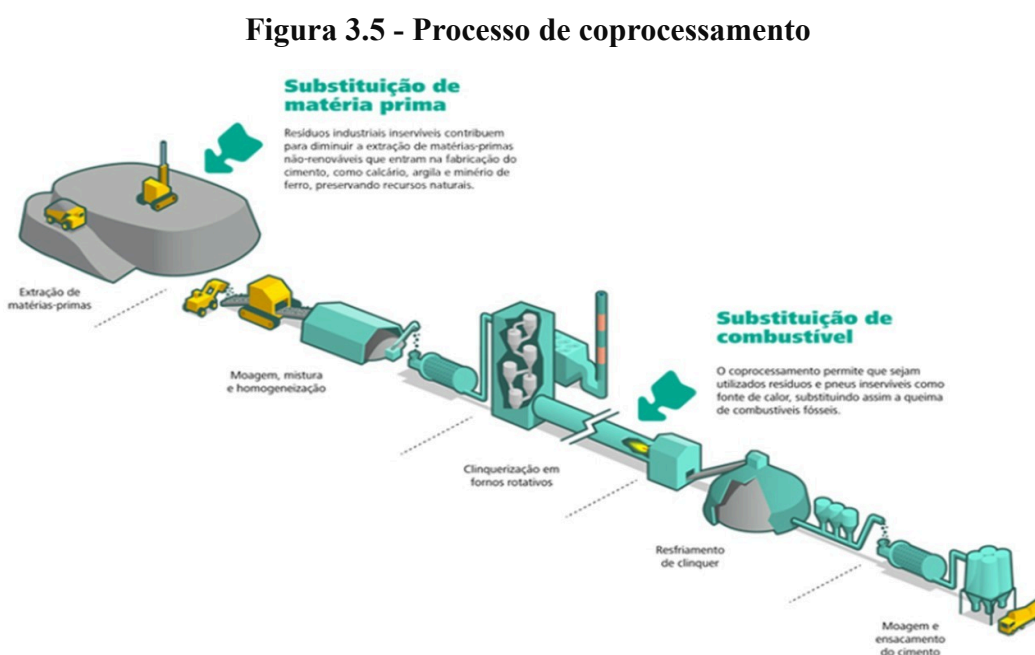 Figura 3.5 - Processo de coprocessamento
Substituição de
matéria prima
Resíduos industriais inservíveis contribuem
para diminuir a extração de matérias-primas
não-renováveis que entram na fabricação do
cimento, como calcário, argila e minério de
ferro, preservando recursos naturais.
Extração de
matérias-primas
Moagem, mistura
e homogeneização
Substituição de
combustível
O coprocessamento permite que sejam
utilizados resíduos e pneus inservíveis como
fonte de calor, substituindo assim a queima
de combustíveis fósseis.
Clinquerização em
fornos rotativos
Resfriamento
de clinquer
Moagem e
ensacamento
do cimento